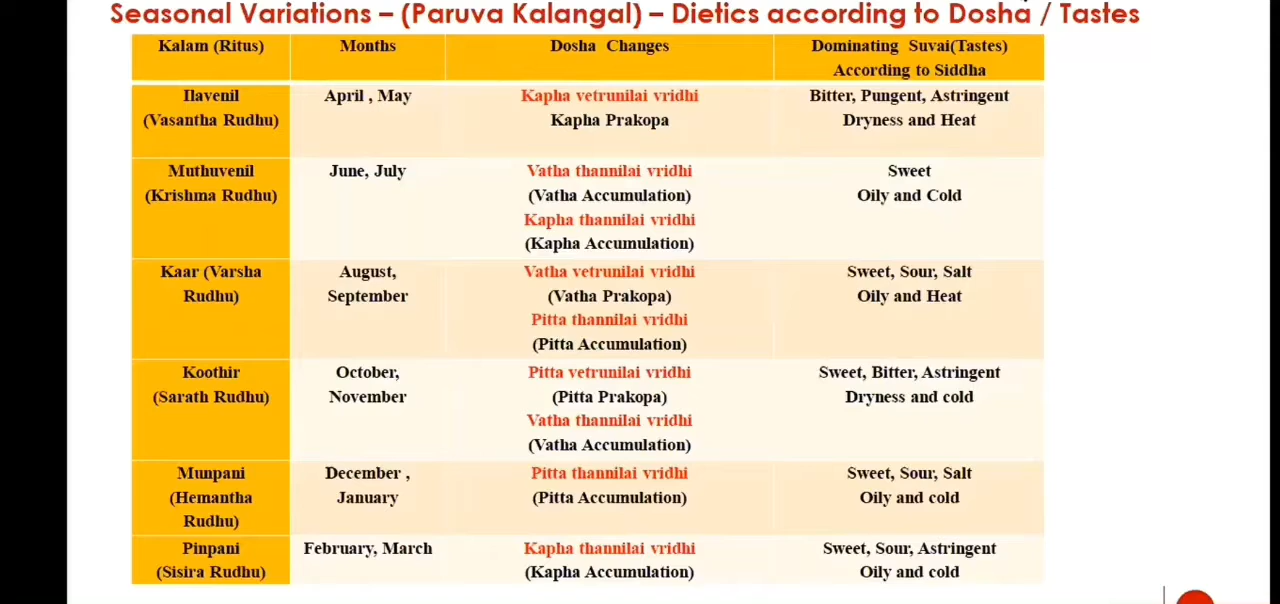 Seasonal Variations – (Paruva Kalangal) – Dietics according to Dosha / Tastes
Kalam (Ritus) Months Dosha Changes Dominating Suvai(Tastes)
According to Siddha
Ilavenil April , May Kapha vetrunilai vridhi Bitter, Pungent, Astringent
(Vasantha Rudhu) Kapha Prakopa Dryness and Heat
Muthuvenil June, July Vatha thannilai vridhi Sweet
(Krishma Rudhu) (Vatha Accumulation) Oily and Cold
Kapha thannilai vridhi
(Kapha Accumulation)
Kaar (Varsha August, Vatha vetrunilai vridhi Sweet, Sour, Salt
Rudhu) September (Vatha Prakopa) Oily and Heat
Pitta thannilai vridhi
(Pitta Accumulation)
Koothir October, Pitta vetrunilai vridhi Sweet, Bitter, Astringent
(Sarath Rudhu) November (Pitta Prakopa) Dryness and cold
Vatha thannilai vridhi
(Vatha Accumulation)
Munpani December , Pitta thannilai vridhi Sweet, Sour, Salt
(Hemantha January (Pitta Accumulation) Oily and cold
Rudhu)
Pinpani February, March Kapha thannilai vridhi Sweet, Sour, Astringent
(Sisira Rudhu) (Kapha Accumulation) Oily and cold